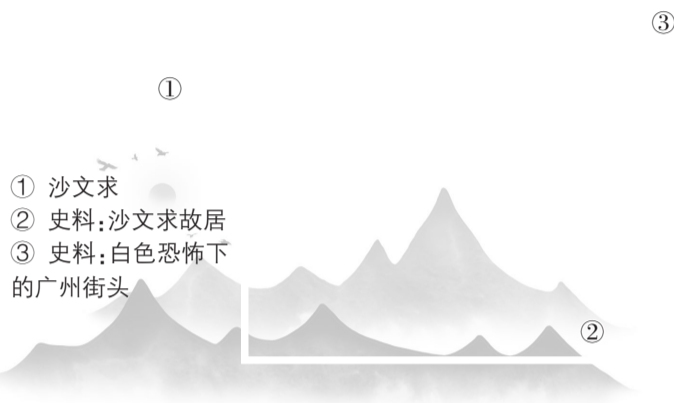 ③
①
① 沙文求
② 史料:沙文求故居
③ 史料:白色恐怖下
的广州街头
②